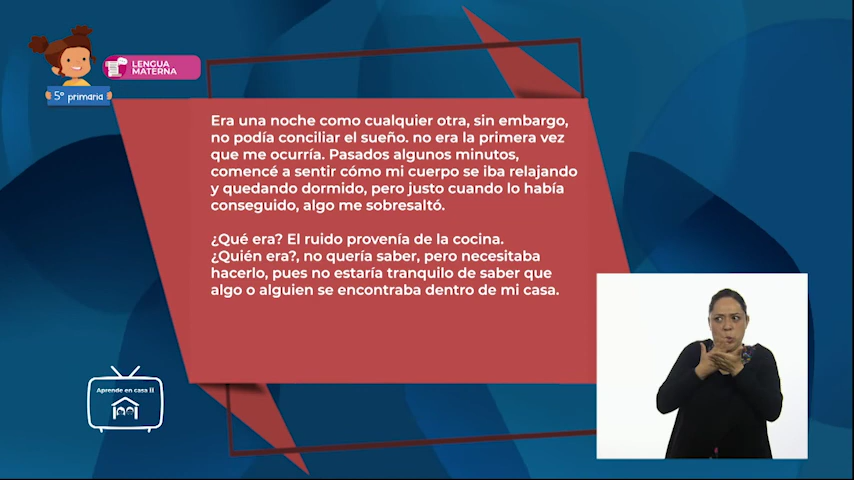 LENGUA
MATERNA
5° primaria
Era una noche como cualquier otra, sin embargo,
no podía conciliar el sueño. no era la primera vez
que me ocurría. Pasados algunos minutos,
comencé a sentir cómo mi cuerpo se iba relajando
y quedando dormido, pero justo cuando lo había
conseguido, algo me sobresaltó.
¿Qué era? El ruido provenía de la cocina.
¿Quién era?, no quería saber, pero necesitaba
hacerlo, pues no estaría tranquilo de saber que
algo o alguien se encontraba dentro de mi casa.
Aprende en casa II